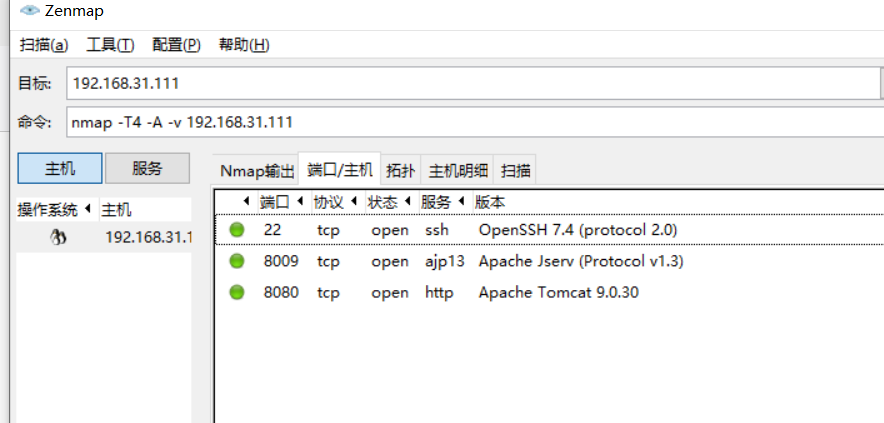 Zenmap
扫描(a) 工具(T) 配置(P) 帮助(H)
目标: 192.168.31.111
命令: nmap -T4 -A -v 192.168.31.111
主机 服务
Nmap输出 端口/主机 拓扑 主机明细 扫描
操作系统 主机
192.168.31.1
端口 协议 状态 服务 版本
22 tcp open ssh OpenSSH 7.4 (protocol 2.0)
8009 tcp open ajp13 Apache Jserv (Protocol v1.3)
8080 tcp open http Apache Tomcat 9.0.30